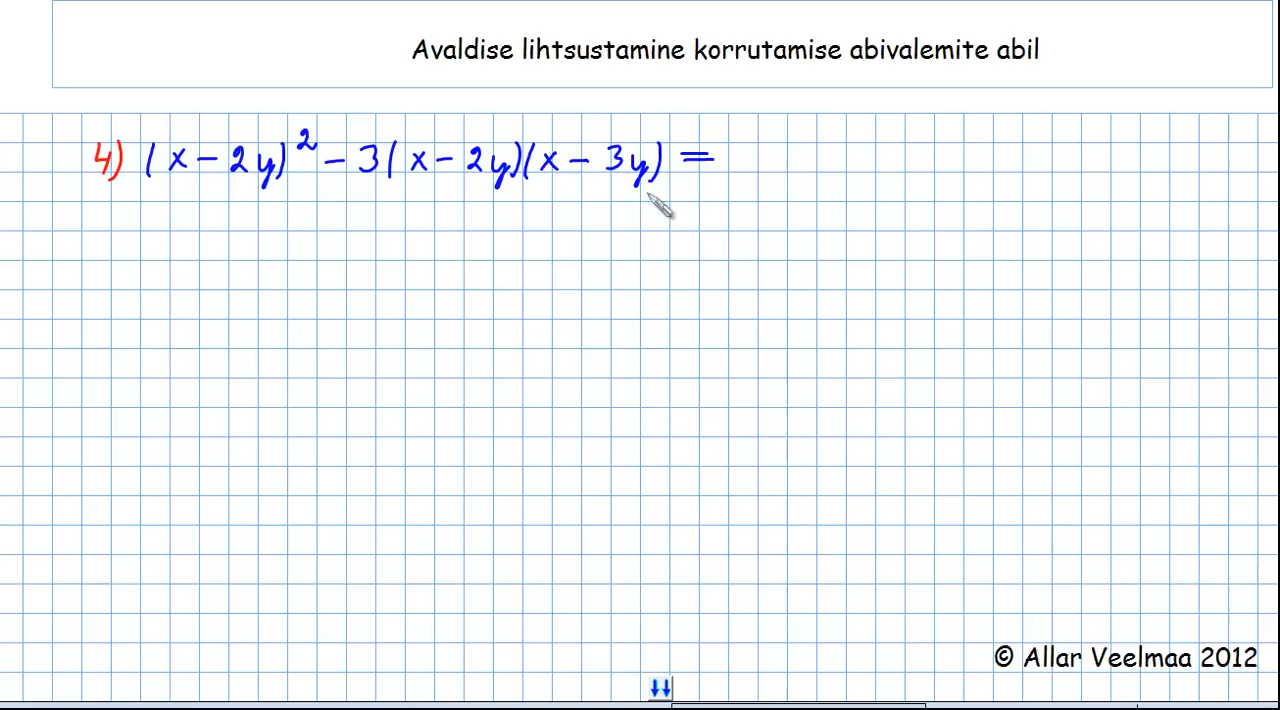 Avaldise lihtsustamine korrutamise abivalemite abil
4) (x - 2y)² - 3(x - 2y)(x - 3y) =
© Allar Veelmaa 2012